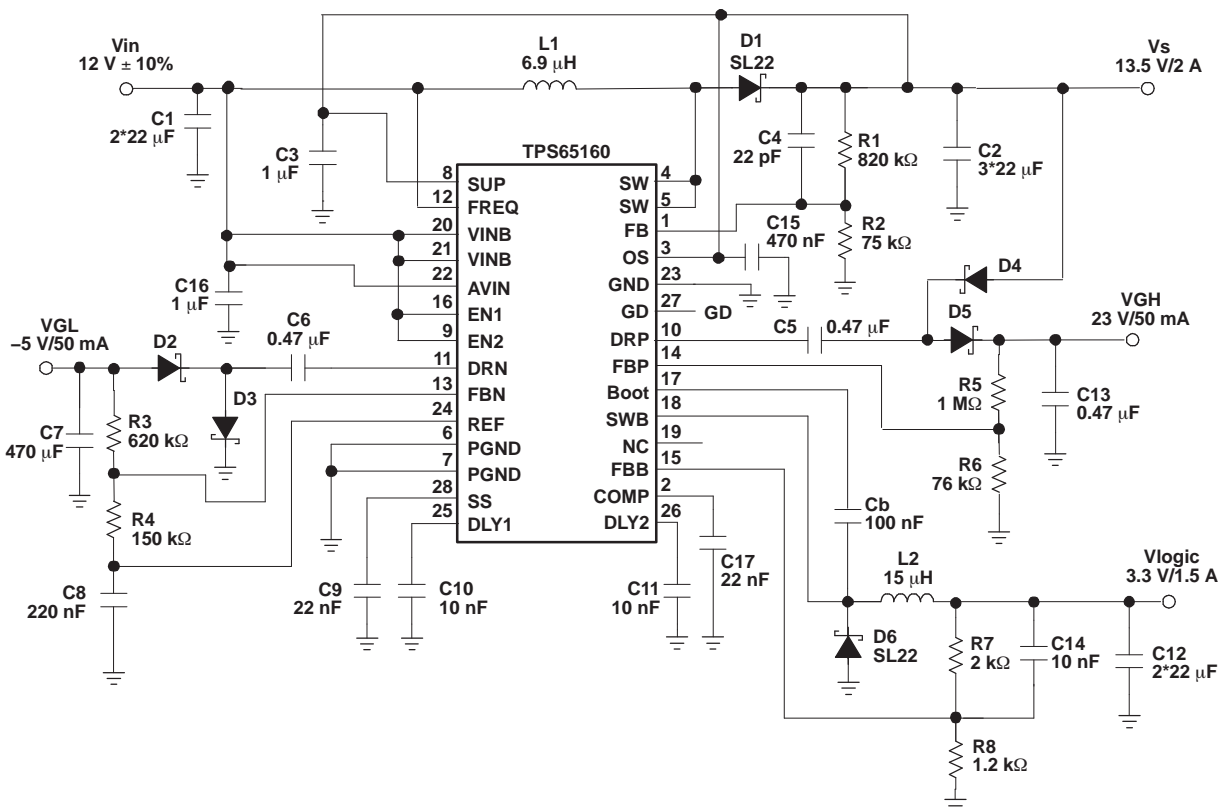 Vin
12 V ± 10%
C1
2*22 μF
L1
6.9 μH
D1
SL22
Vs
13.5 V/2 A
C3
1 μF
C4
22 pF
R1
820 kΩ
C2
3*22 μF
R2
75 kΩ
C15
470 nF
TPS65160
8 SUP
12 FREQ
20 VINB
21 VINB
22 AVIN
16 EN1
9 EN2
11 DRN
13 FBN
24 REF
6 PGND
7 PGND
28 SS
25 DLY1
SW 4
SW 5
FB 1
OS 3
GND 23
GD 27 GD
DRP 10
FBP 14
Boot 17
SWB 18
NC 19
FBB 15
COMP 2
DLY2 26
C16
1 μF
VGL
–5 V/50 mA
D2
C6
0.47 μF
D3
C7
470 μF
R3
620 kΩ
R4
150 kΩ
C8
220 nF
C9
22 nF
C10
10 nF
C11
10 nF
C17
22 nF
D4
C5
0.47 μF
D5
VGH
23 V/50 mA
R5
1 MΩ
C13
0.47 μF
R6
76 kΩ
Cb
100 nF
L2
15 μH
Vlogic
3.3 V/1.5 A
D6
SL22
R7
2 kΩ
C14
10 nF
C12
2*22 μF
R8
1.2 kΩ